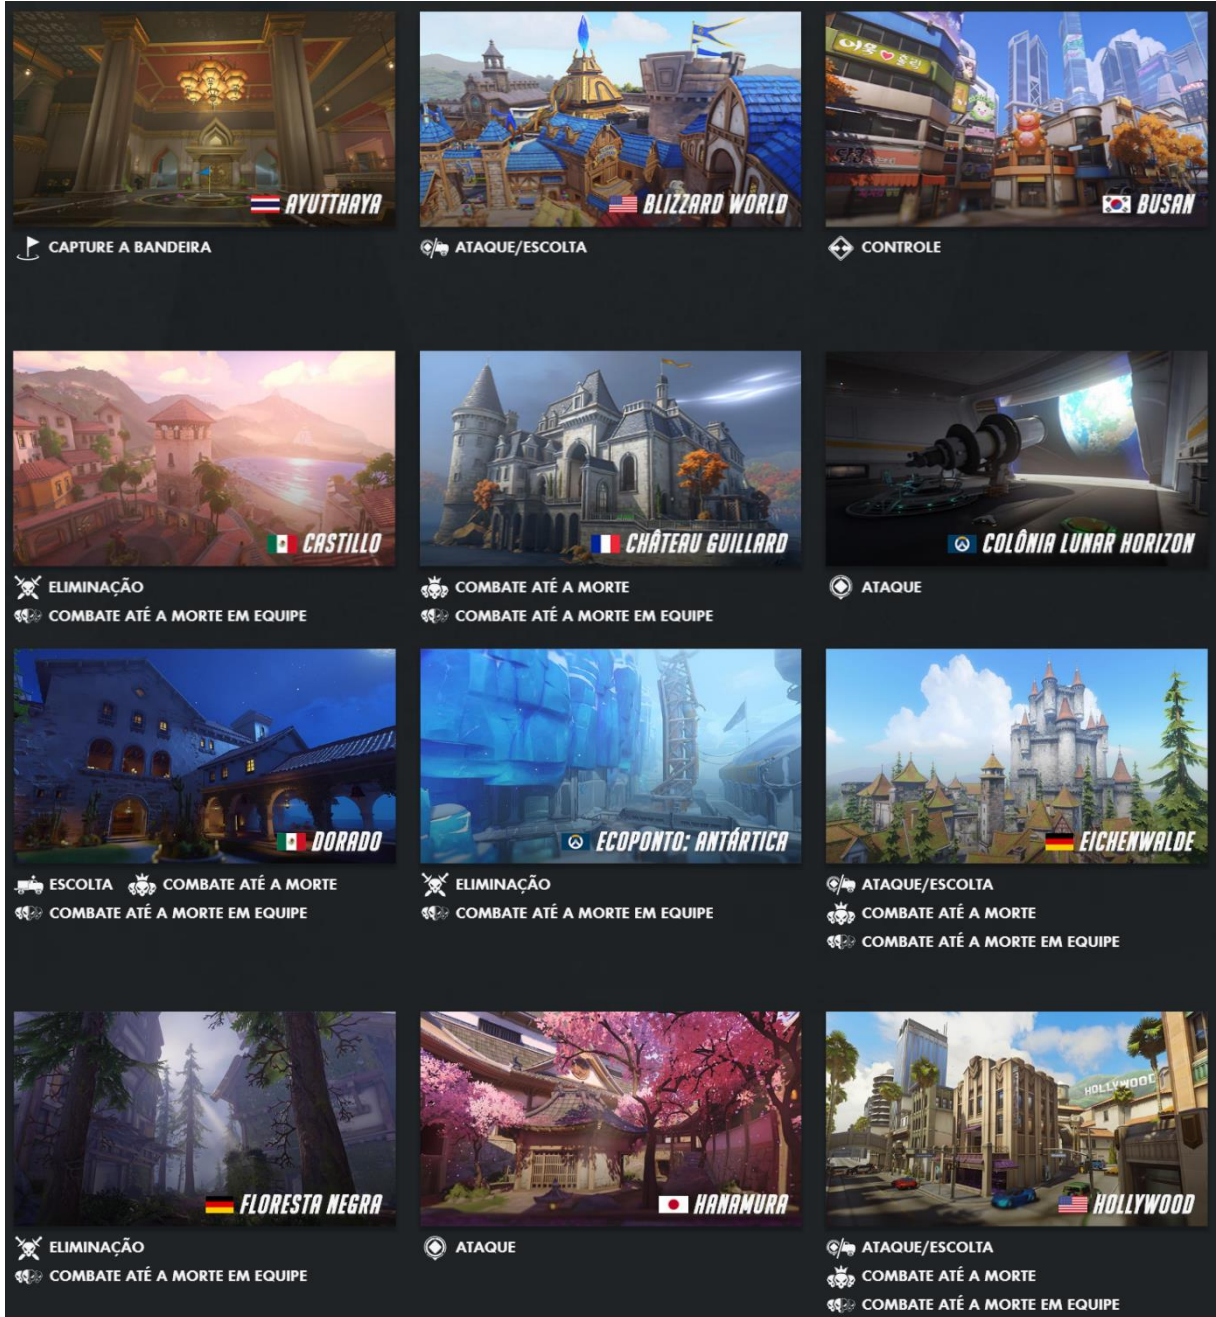 AYUTTHAYA
CAPTURE A BANDEIRA
BLIZZARD WORLD
ATAQUE/ESCOLTA
BUSAN
CONTROLE
CASTILLO
ELIMINAÇÃO
COMBATE ATÉ A MORTE EM EQUIPE
CHÂTEAU GUILLARD
COMBATE ATÉ A MORTE
COMBATE ATÉ A MORTE EM EQUIPE
COLÔNIA LUNAR HORIZON
ATAQUE
DORADO
ESCOLTA COMBATE ATÉ A MORTE
COMBATE ATÉ A MORTE EM EQUIPE
ECOPONTO: ANTÁRTICA
ELIMINAÇÃO
COMBATE ATÉ A MORTE EM EQUIPE
EICHENWALDE
ATAQUE/ESCOLTA
COMBATE ATÉ A MORTE
COMBATE ATÉ A MORTE EM EQUIPE
FLORESTA NEGRA
ELIMINAÇÃO
COMBATE ATÉ A MORTE EM EQUIPE
HANAMURA
ATAQUE
HOLLYWOOD
HOLLYWOOD
ATAQUE/ESCOLTA
COMBATE ATÉ A MORTE
COMBATE ATÉ A MORTE EM EQUIPE